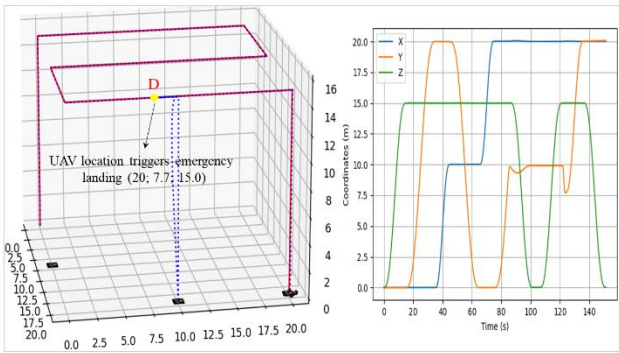 D
UAV location triggers emergency
landing (20; 7.7; 15.0)
16
14
12
10
8
6
4
2
0
0.0
2.5
5.0
7.5
10.0
12.5
15.0
17.5
20.0
0.0 2.5 5.0 7.5 10.0 12.5 15.0 17.5 20.0
X
Y
Z
Coordinates (m)
20.0
17.5
15.0
12.5
10.0
7.5
5.0
2.5
0.0
0 20 40 60 80 100 120 140
Time (s)